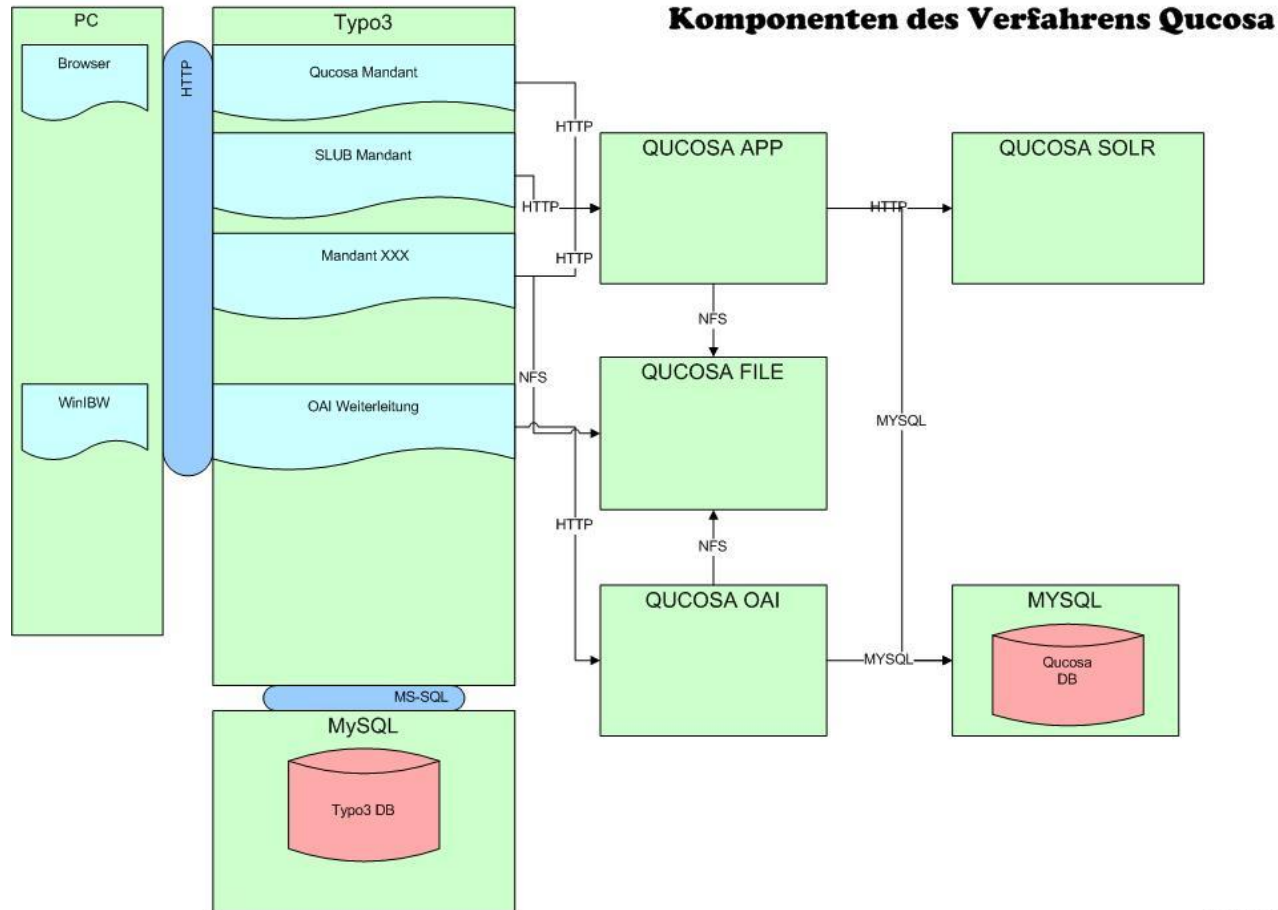 Komponenten des Verfahrens Qucosa
PC
Browser
WinIBW
HTTP
Typo3
Qucosa Mandant
SLUB Mandant
Mandant XXX
OAI Weiterleitung
MS-SQL
MySQL
Typo3 DB
HTTP
HTTP
HTTP
NFS
HTTP
QUCOSA APP
NFS
QUCOSA FILE
NFS
QUCOSA OAI
HTTP
MYSQL
MYSQL
QUCOSA SOLR
MYSQL
Qucosa
DB